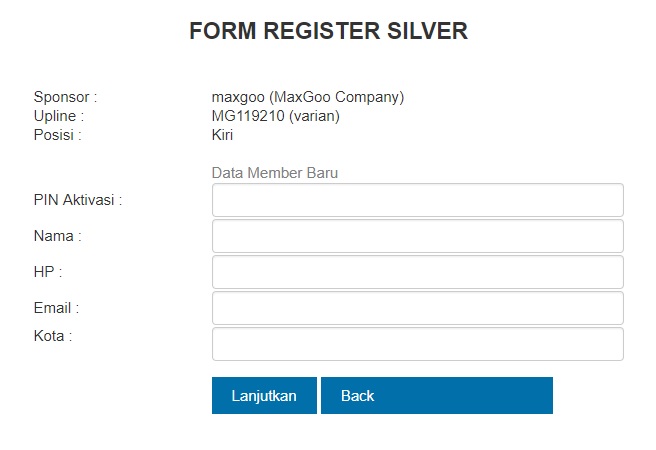 FORM REGISTER SILVER
Sponsor : maxgoo (MaxGoo Company)
Upline : MG119210 (varian)
Posisi : Kiri
Data Member Baru
PIN Aktivasi :
Nama :
HP :
Email :
Kota :
Lanjutkan Back